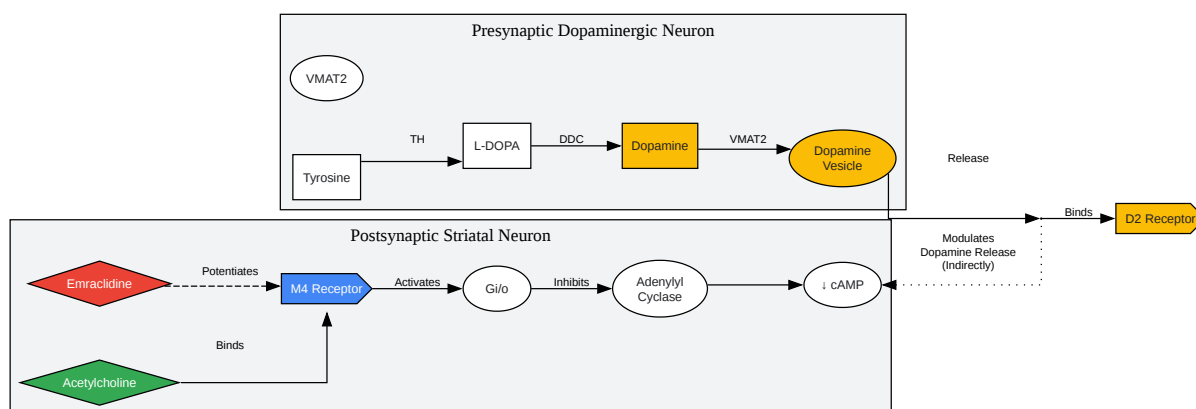 Presynaptic Dopaminergic Neuron
VMAT2
TH
L-DOPA
DDC
Dopamine
VMAT2
Dopamine
Vesicle
Release
Tyrosine
Binds
D2 Receptor
Postsynaptic Striatal Neuron
Modulates
Dopamine Release
(Indirectly)
Emraclidine
Potentiates
M4 Receptor
Activates
Gi/o
Inhibits
Adenylyl
Cyclase
↓ cAMP
Binds
Acetylcholine